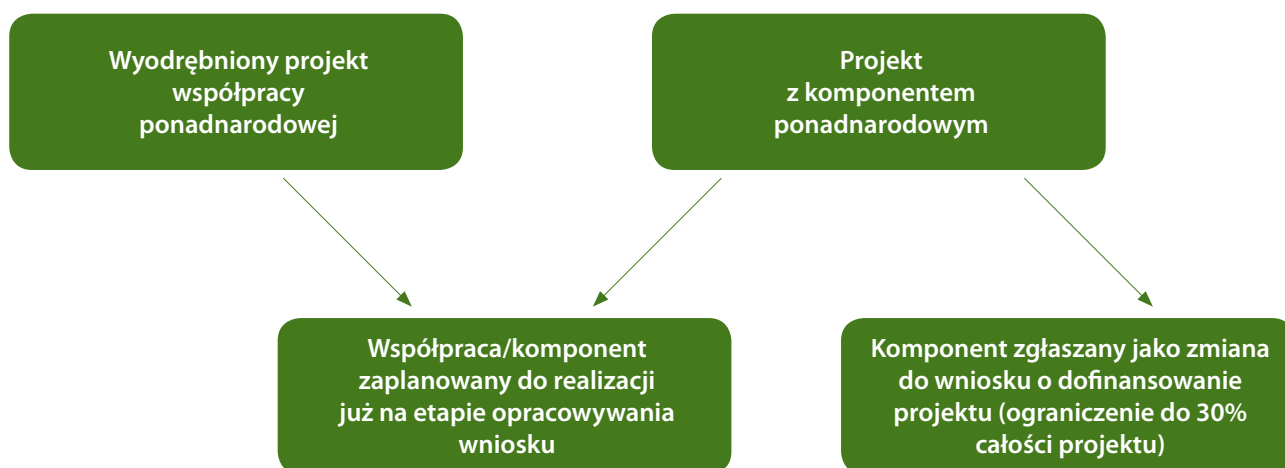 Wyodrębniony projekt
współpracy
ponadnarodowej
Projekt
z komponentem
ponadnarodowym
Współpraca/komponent
zaplanowany do realizacji
już na etapie opracowywania
wniosku
Komponent zgłaszany jako zmiana
do wniosku o dofinansowanie
projektu (ograniczenie do 30%
całości projektu)